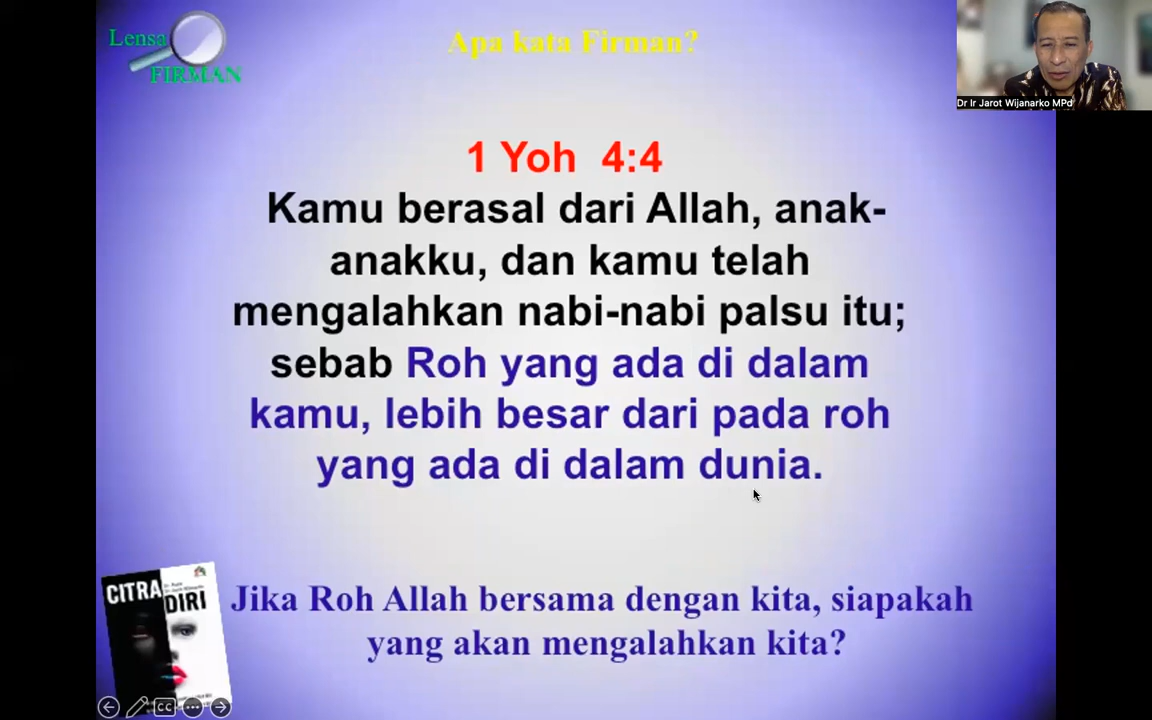 Lensa
FIRMAN
Apa kata Firman?
Dr Ir Jarot Wijanarko MPd
1 Yoh 4:4
Kamu berasal dari Allah, anak-
anakku, dan kamu telah
mengalahkan nabi-nabi palsu itu;
sebab Roh yang ada di dalam
kamu, lebih besar dari pada roh
yang ada di dalam dunia.
CITRA
DIRI
Jika Roh Allah bersama dengan kita, siapakah
yang akan mengalahkan kita?
CC